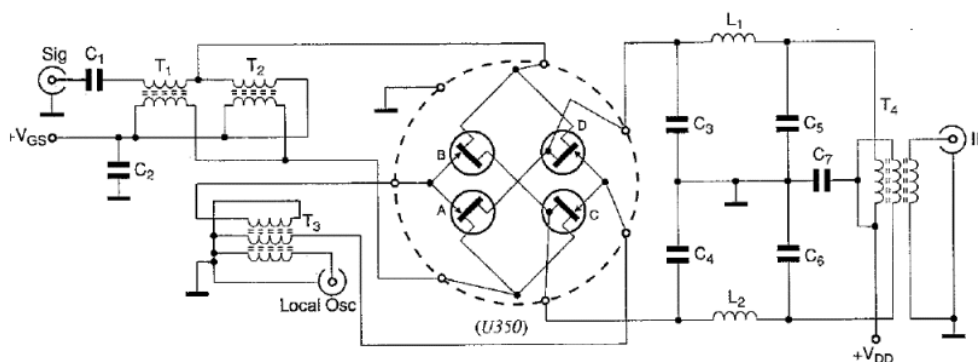 Sig
C1
T1
T2
+VGS
C2
T3
Local Osc
B
D
A
C
(U350)
L1
C3
C5
C7
T4
C4
C6
L2
+VDD